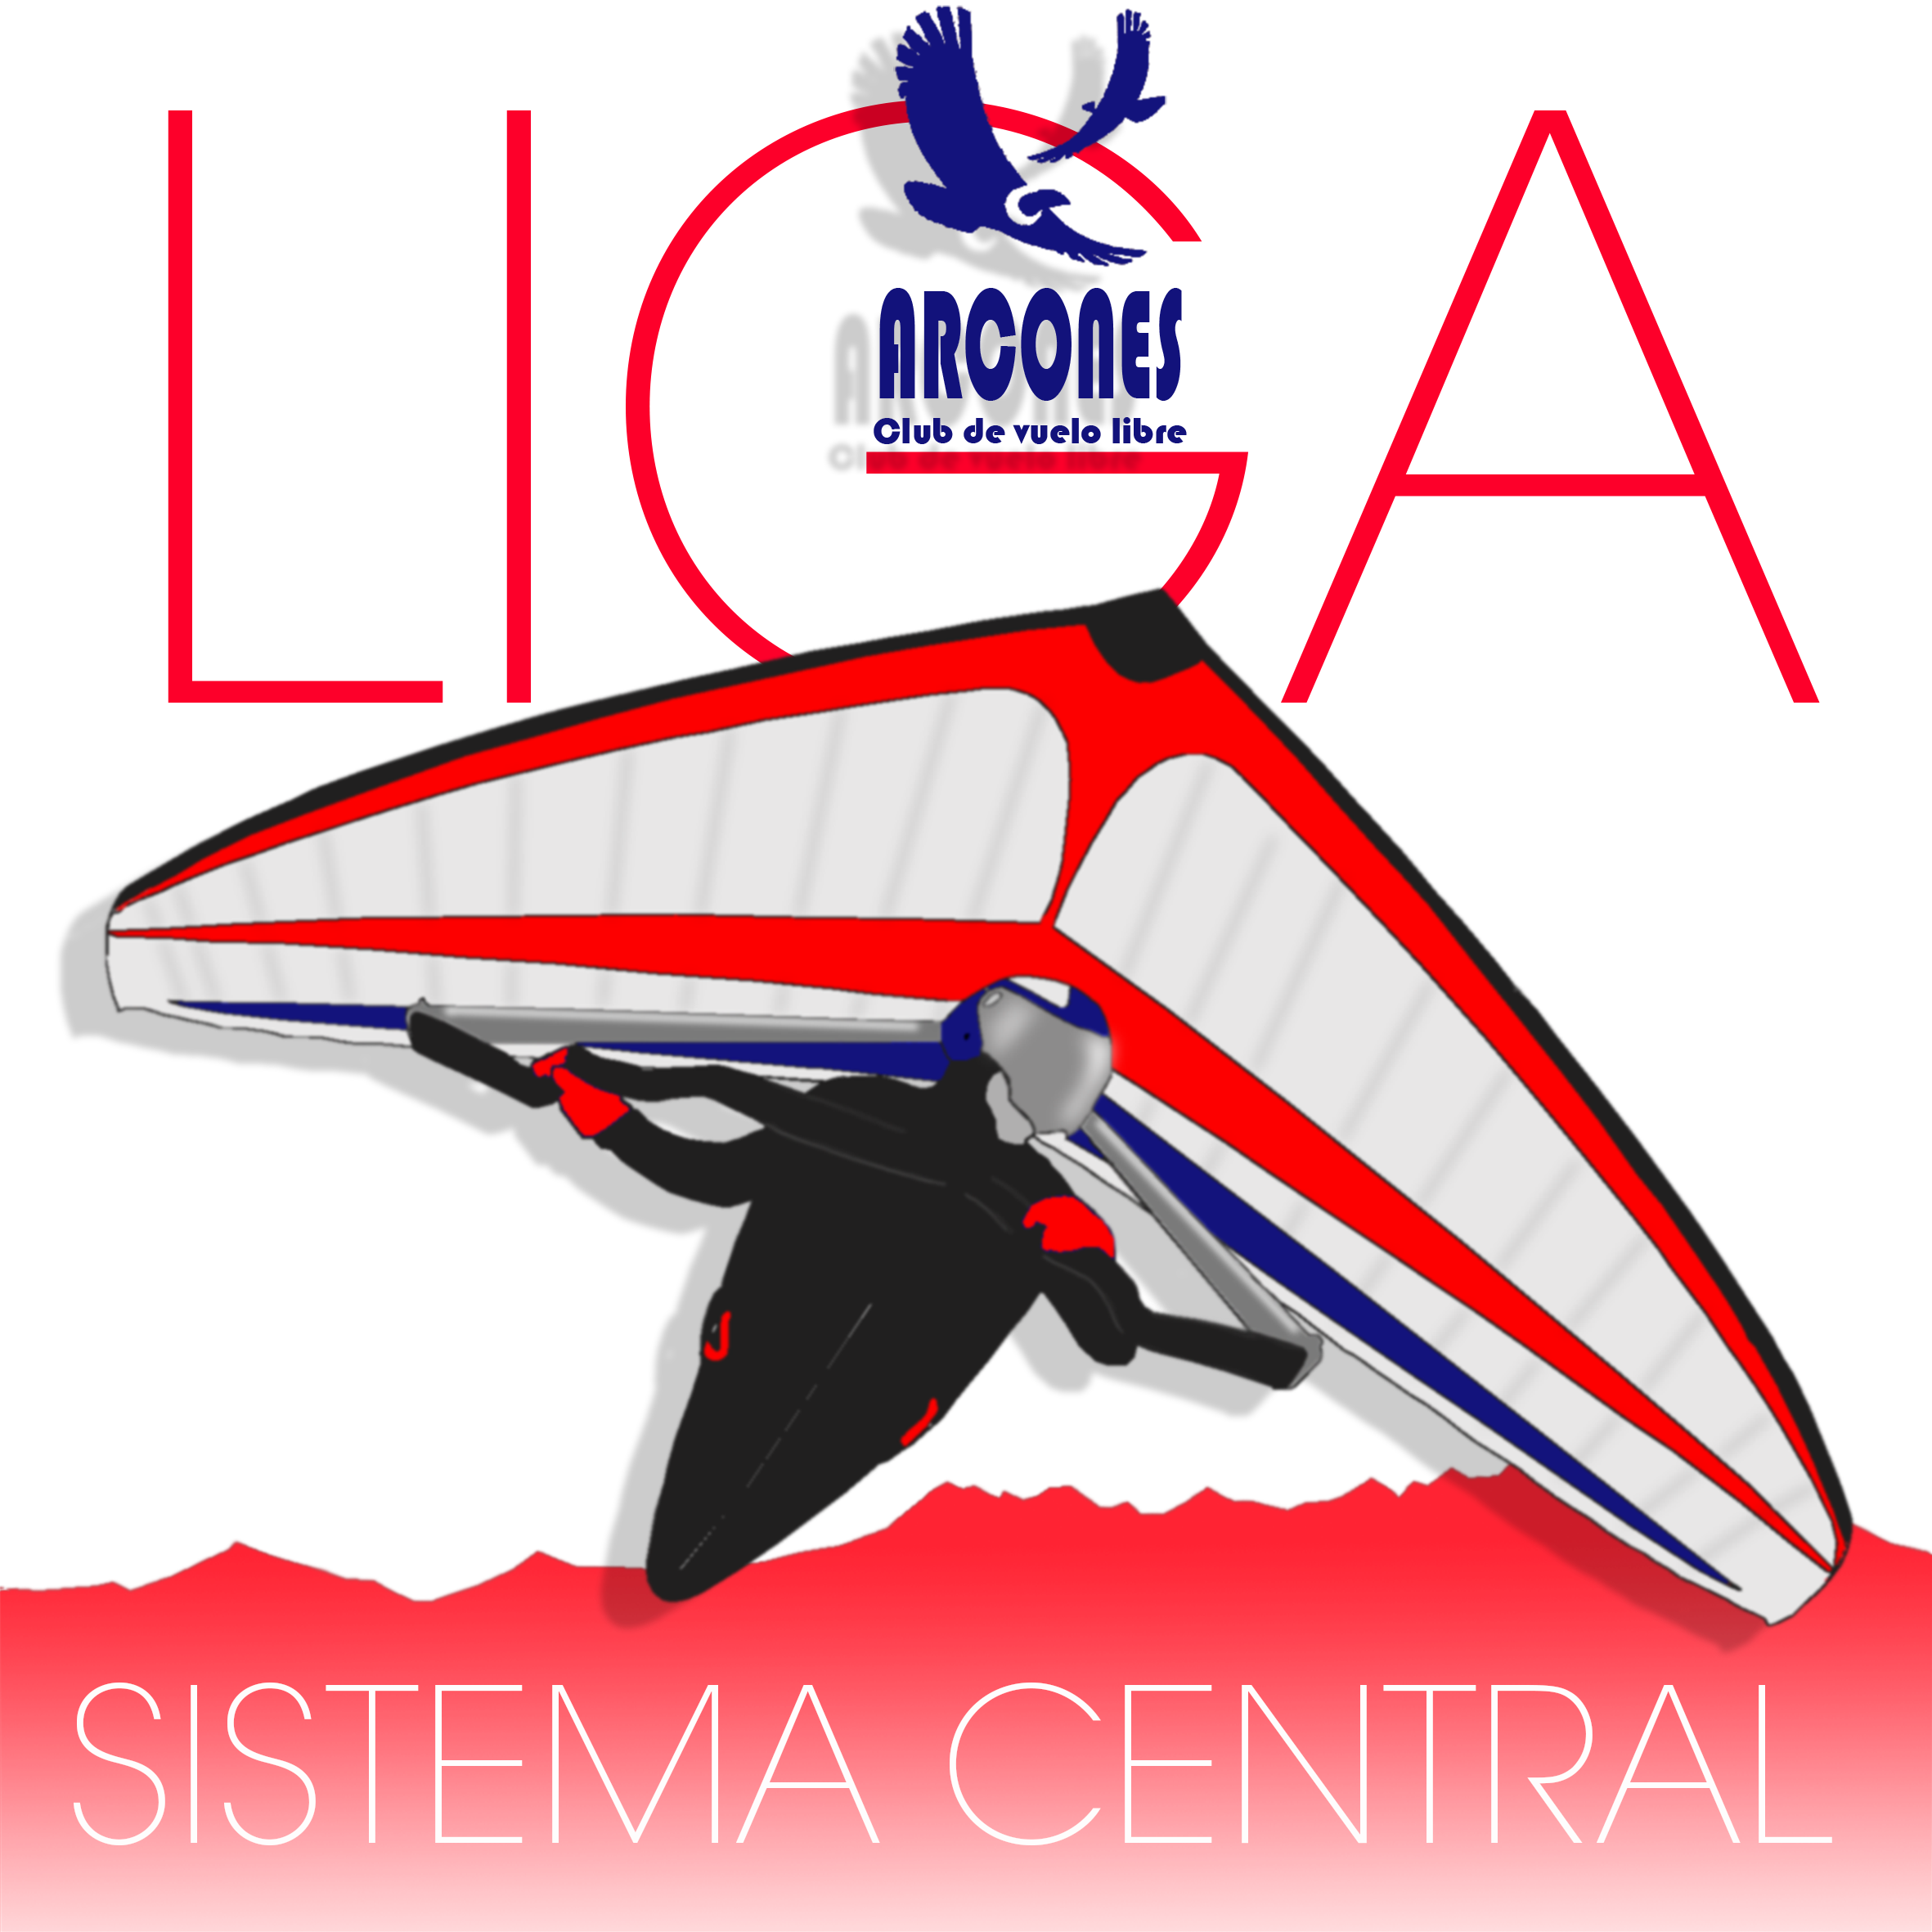 LIGA
ARCONES
Club de vuelo libre
SISTEMA CENTRAL